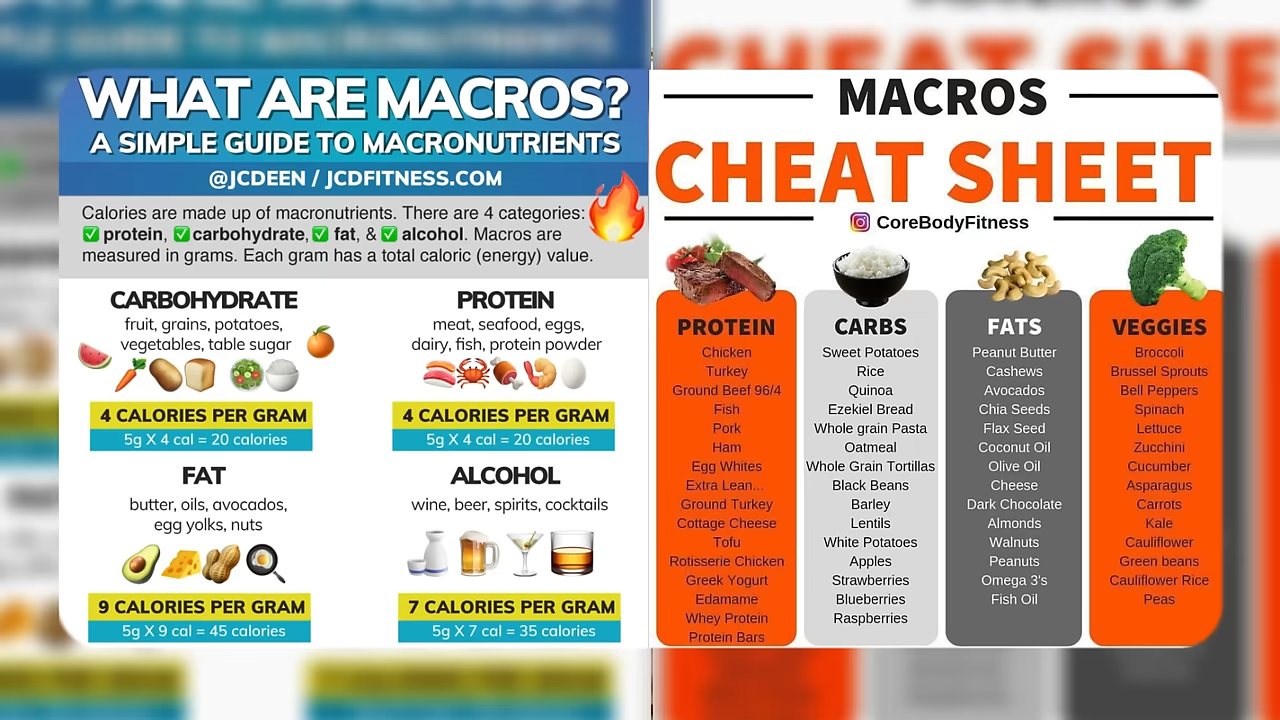 WHAT ARE MACROS?
A SIMPLE GUIDE TO MACRONUTRIENTS
@JCDEEN / JCDFITNESS.COM
Calories are made up of macronutrients. There are 4 categories:
✅ protein, ✅ carbohydrate, ✅ fat, & ✅ alcohol. Macros are
measured in grams. Each gram has a total caloric (energy) value.
CARBOHYDRATE
fruit, grains, potatoes,
vegetables, table sugar
4 CALORIES PER GRAM
5g X 4 cal = 20 calories
PROTEIN
meat, seafood, eggs,
dairy, fish, protein powder
4 CALORIES PER GRAM
5g X 4 cal = 20 calories
FAT
butter, oils, avocados,
egg yolks, nuts
9 CALORIES PER GRAM
5g X 9 cal = 45 calories
ALCOHOL
wine, beer, spirits, cocktails
7 CALORIES PER GRAM
5g X 7 cal = 35 calories
MACROS
CHEAT SHEET
CoreBodyFitness
PROTEIN
Chicken
Turkey
Ground Beef 96/4
Fish
Pork
Ham
Egg Whites
Extra Lean...
Ground Turkey
Cottage Cheese
Tofu
Rotisserie Chicken
Greek Yogurt
Edamame
Whey Protein
Protein Bars
CARBS
Sweet Potatoes
Rice
Quinoa
Ezekiel Bread
Whole grain Pasta
Oatmeal
Whole Grain Tortillas
Black Beans
Barley
Lentils
White Potatoes
Apples
Strawberries
Blueberries
Raspberries
FATS
Peanut Butter
Cashews
Avocados
Chia Seeds
Flax Seed
Coconut Oil
Olive Oil
Cheese
Dark Chocolate
Almonds
Walnuts
Peanuts
Omega 3's
Fish Oil
VEGGIES
Broccoli
Brussel Sprouts
Bell Peppers
Spinach
Lettuce
Zucchini
Cucumber
Asparagus
Carrots
Kale
Cauliflower
Green beans
Cauliflower Rice
Peas